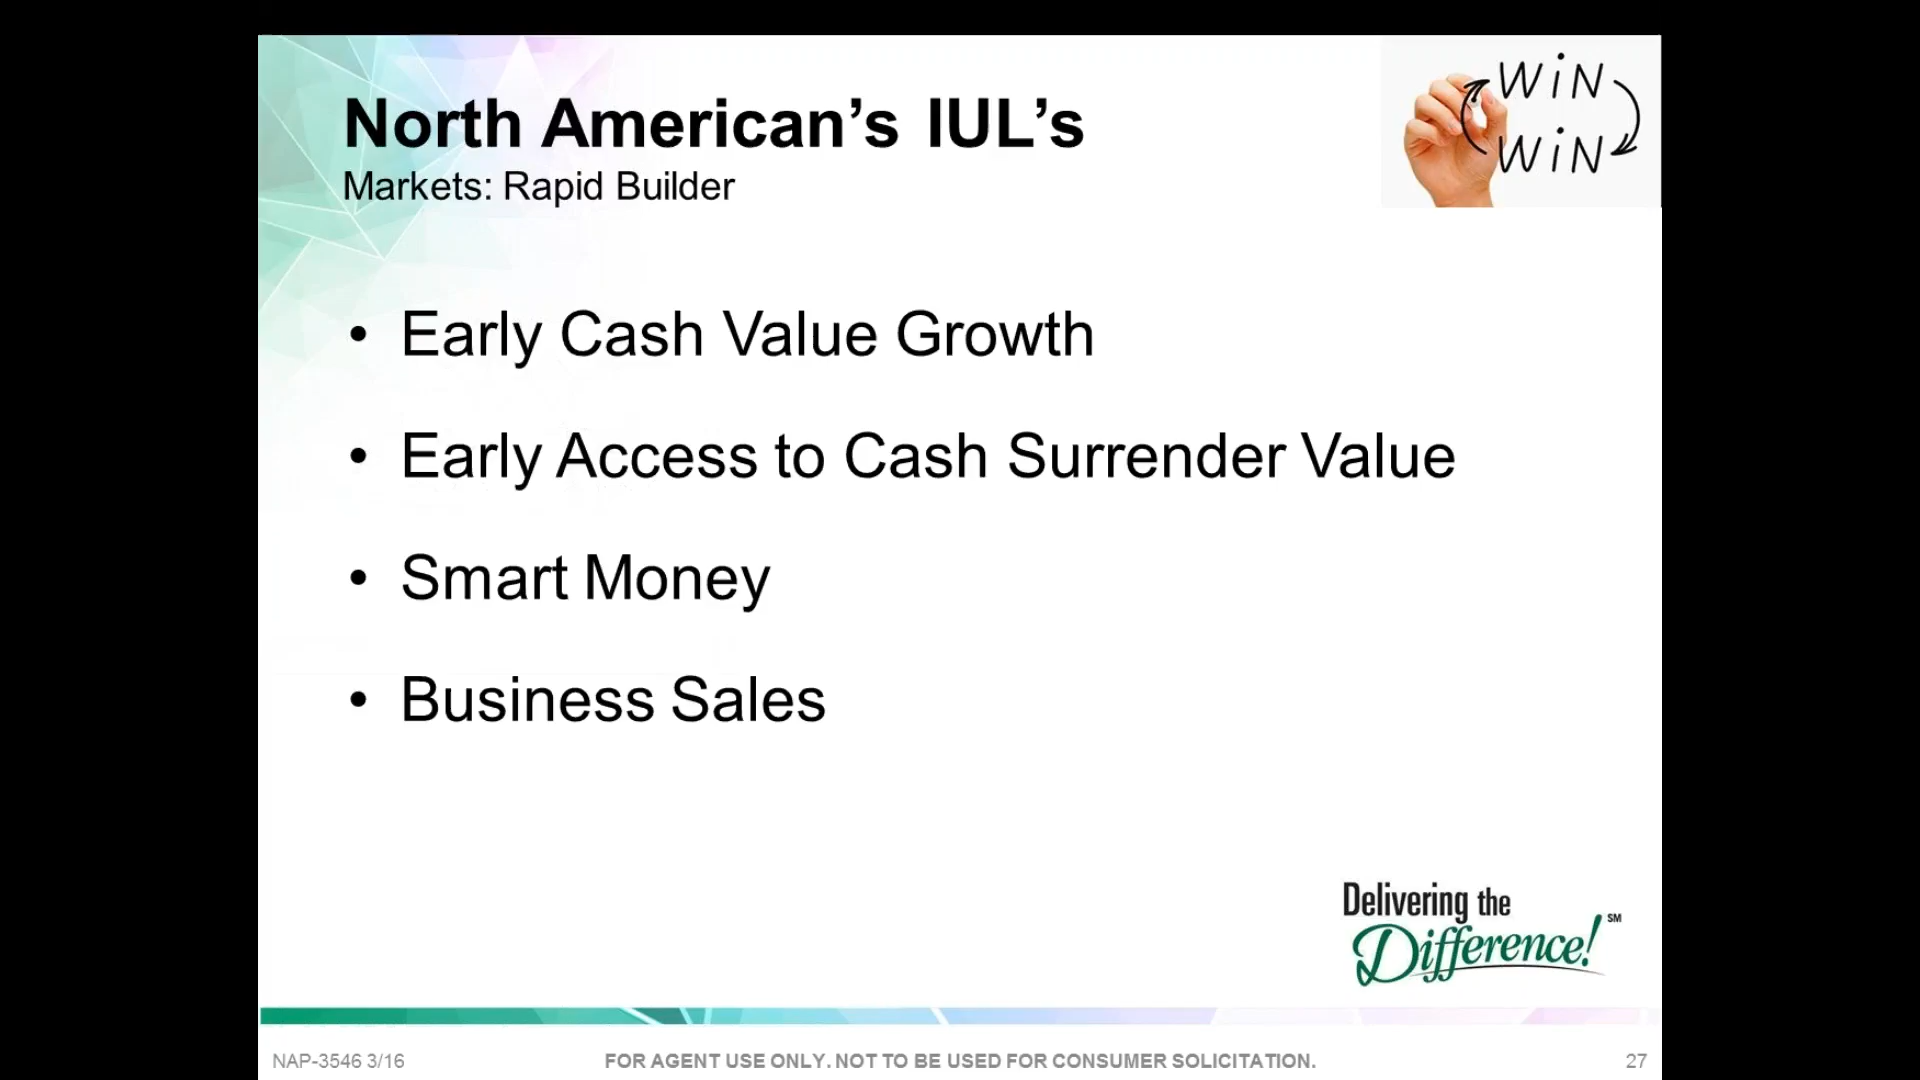 North American’s IUL’s
Markets: Rapid Builder
WiN
WiN
• Early Cash Value Growth
• Early Access to Cash Surrender Value
• Smart Money
• Business Sales
Delivering the
Difference! SM
NAP-3546 3/16 FOR AGENT USE ONLY. NOT TO BE USED FOR CONSUMER SOLICITATION. 27